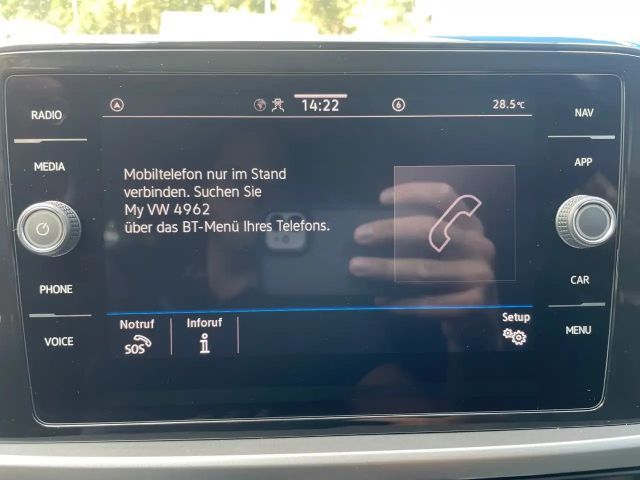 RADIO
MEDIA
PHONE
VOICE
14:22
6
28.5°C
Mobiltelefon nur im Stand
verbinden. Suchen Sie
My VW 4962
über das BT-Menü Ihres Telefons.
Notruf
SOS
Inforuf
i
Setup
NAV
APP
CAR
MENU